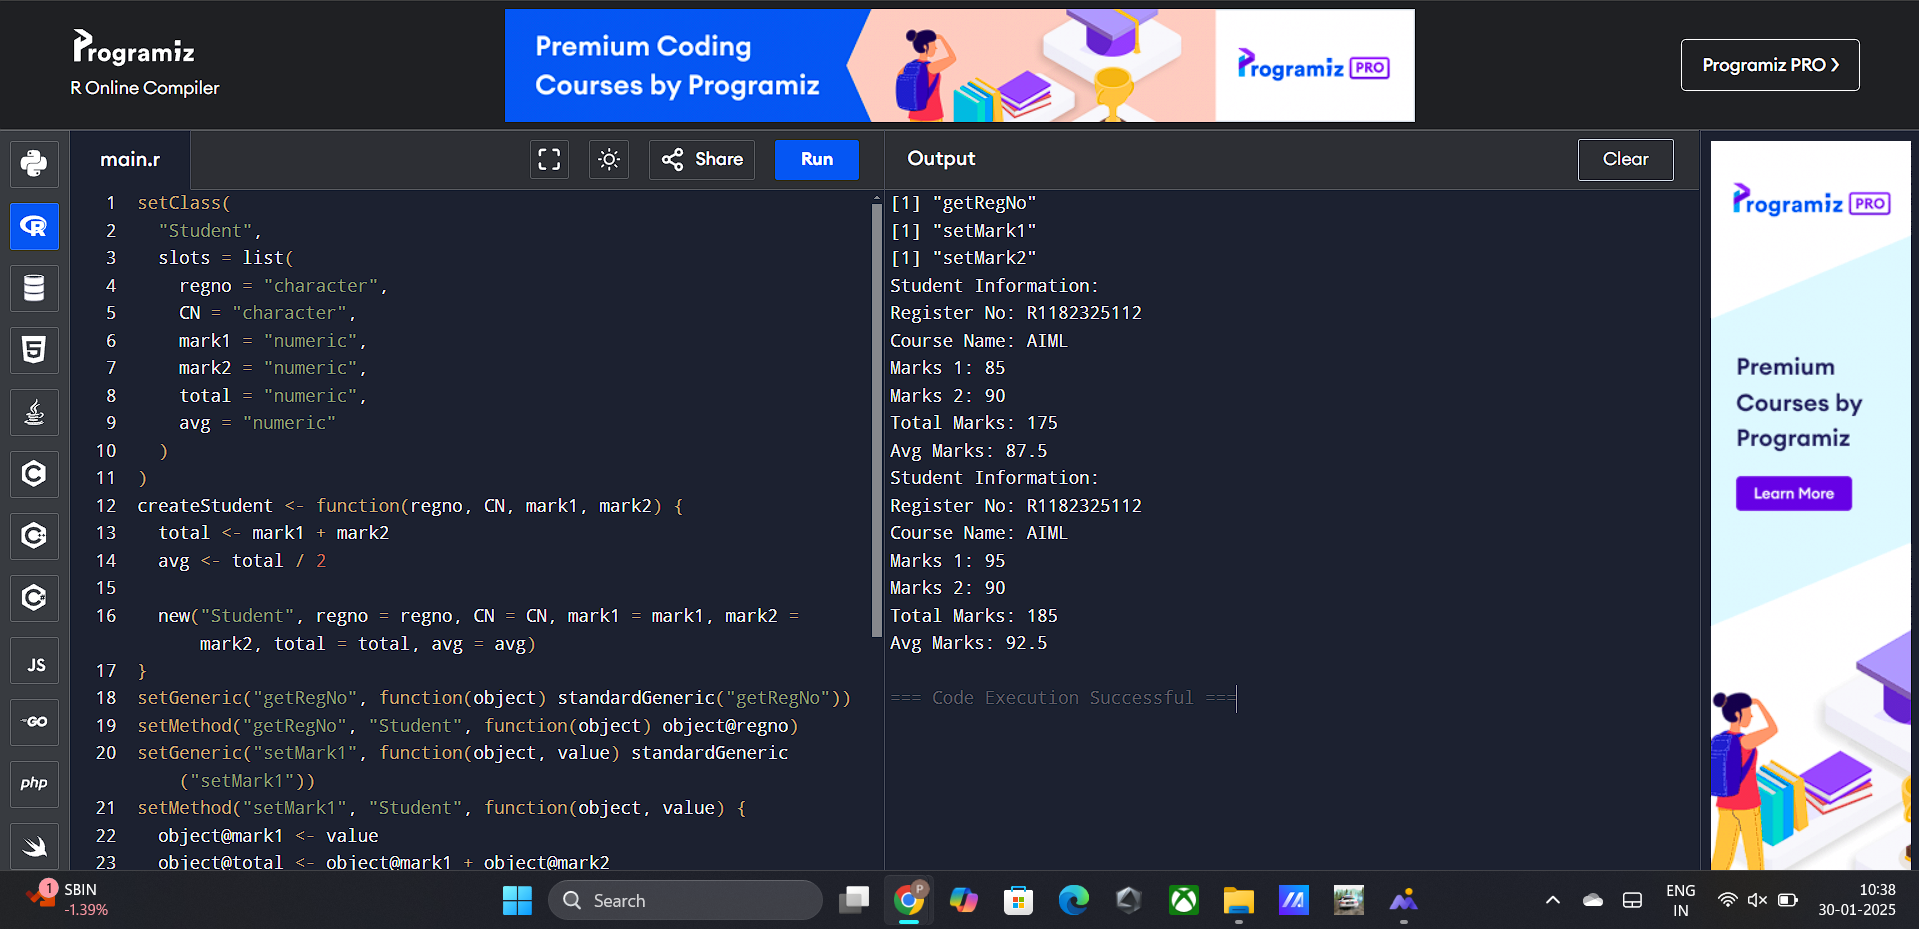 Programiz
R Online Compiler
Premium Coding
Courses by Programiz
Programiz PRO
Programiz PRO ❯
main.r
Share
Run
Output
Clear
1 setClass(
2   "Student",
3   slots = list(
4     regno = "character",
5     CN = "character",
6     mark1 = "numeric",
7     mark2 = "numeric",
8     total = "numeric",
9     avg = "numeric"
10   )
11 )
12 createStudent <- function(regno, CN, mark1, mark2) {
13   total <- mark1 + mark2
14   avg <- total / 2
15
16   new("Student", regno = regno, CN = CN, mark1 = mark1, mark2 =
mark2, total = total, avg = avg)
17 }
18 setGeneric("getRegNo", function(object) standardGeneric("getRegNo"))
19 setMethod("getRegNo", "Student", function(object) object@regno)
20 setGeneric("setMark1", function(object, value) standardGeneric
("setMark1"))
21 setMethod("setMark1", "Student", function(object, value) {
22   object@mark1 <- value
23   object@total <- object@mark1 + object@mark2
[1] "getRegNo"
[1] "setMark1"
[1] "setMark2"
Student Information:
Register No: R1182325112
Course Name: AIML
Marks 1: 85
Marks 2: 90
Total Marks: 175
Avg Marks: 87.5
Student Information:
Register No: R1182325112
Course Name: AIML
Marks 1: 95
Marks 2: 90
Total Marks: 185
Avg Marks: 92.5
=== Code Execution Successful ===
Programiz PRO
Premium
Courses by
Programiz
Learn More
JS
GO
php
1
SBIN
-1.39%
Search
P
ENG
IN
10:38
30-01-2025